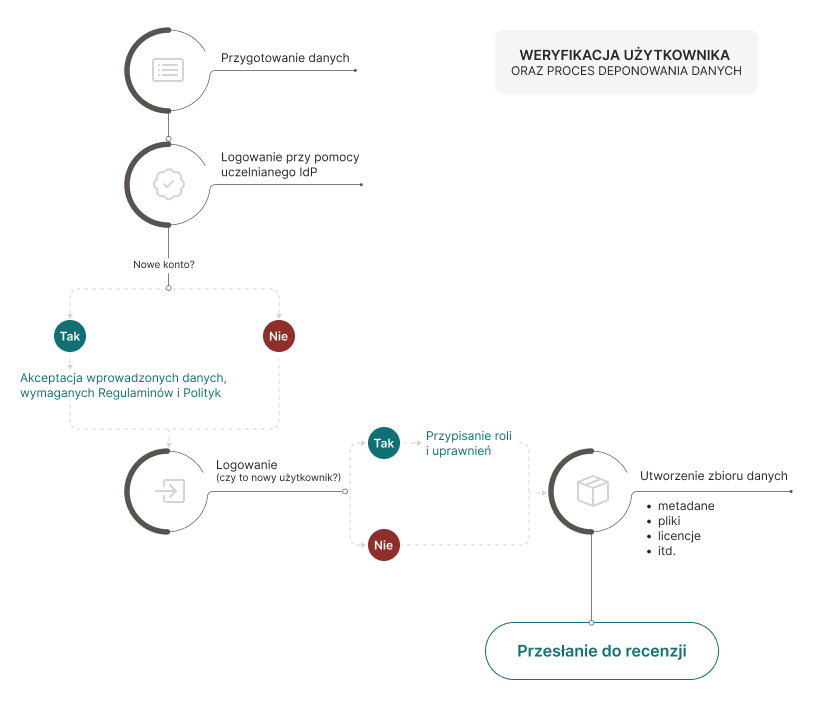 WERYFIKACJA UŻYTKOWNIKA
ORAZ PROCES DEPONOWANIA DANYCH
Przygotowanie danych
Logowanie przy pomocy
uczelnianego IdP
Nowe konto?
Tak
Nie
Akceptacja wprowadzonych danych,
wymaganych Regulaminów i Polityk
Logowanie
(czy to nowy użytkownik?)
Tak
Przypisanie roli
i uprawnień
Nie
Utworzenie zbioru danych
• metadane
• pliki
• licencje
• itd.
Przesłanie do recenzji